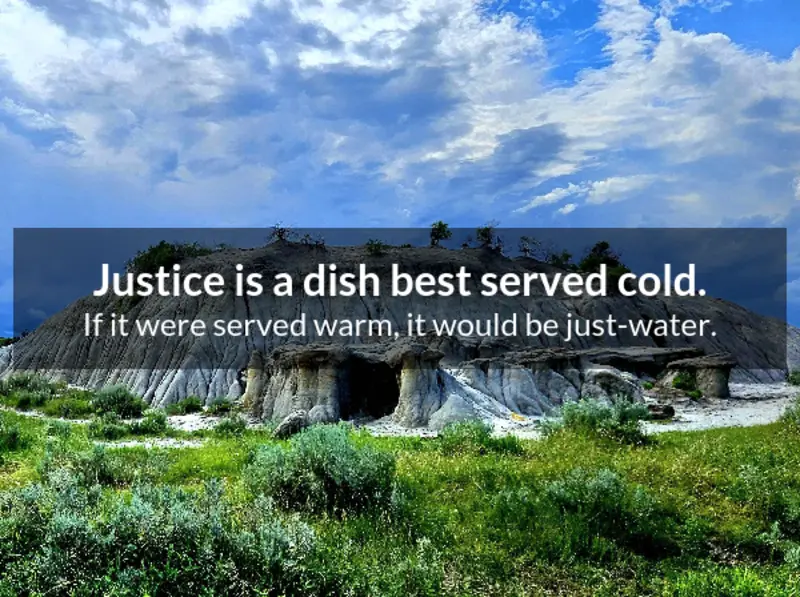 Justice is a dish best served cold.
If it were served warm, it would be just-water.